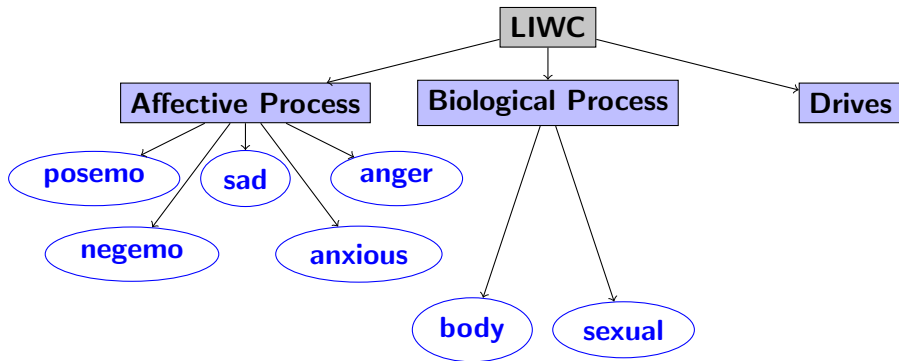 LIWC
Affective Process
Biological Process
Drives
posemo
sad
anger
negemo
anxious
body
sexual